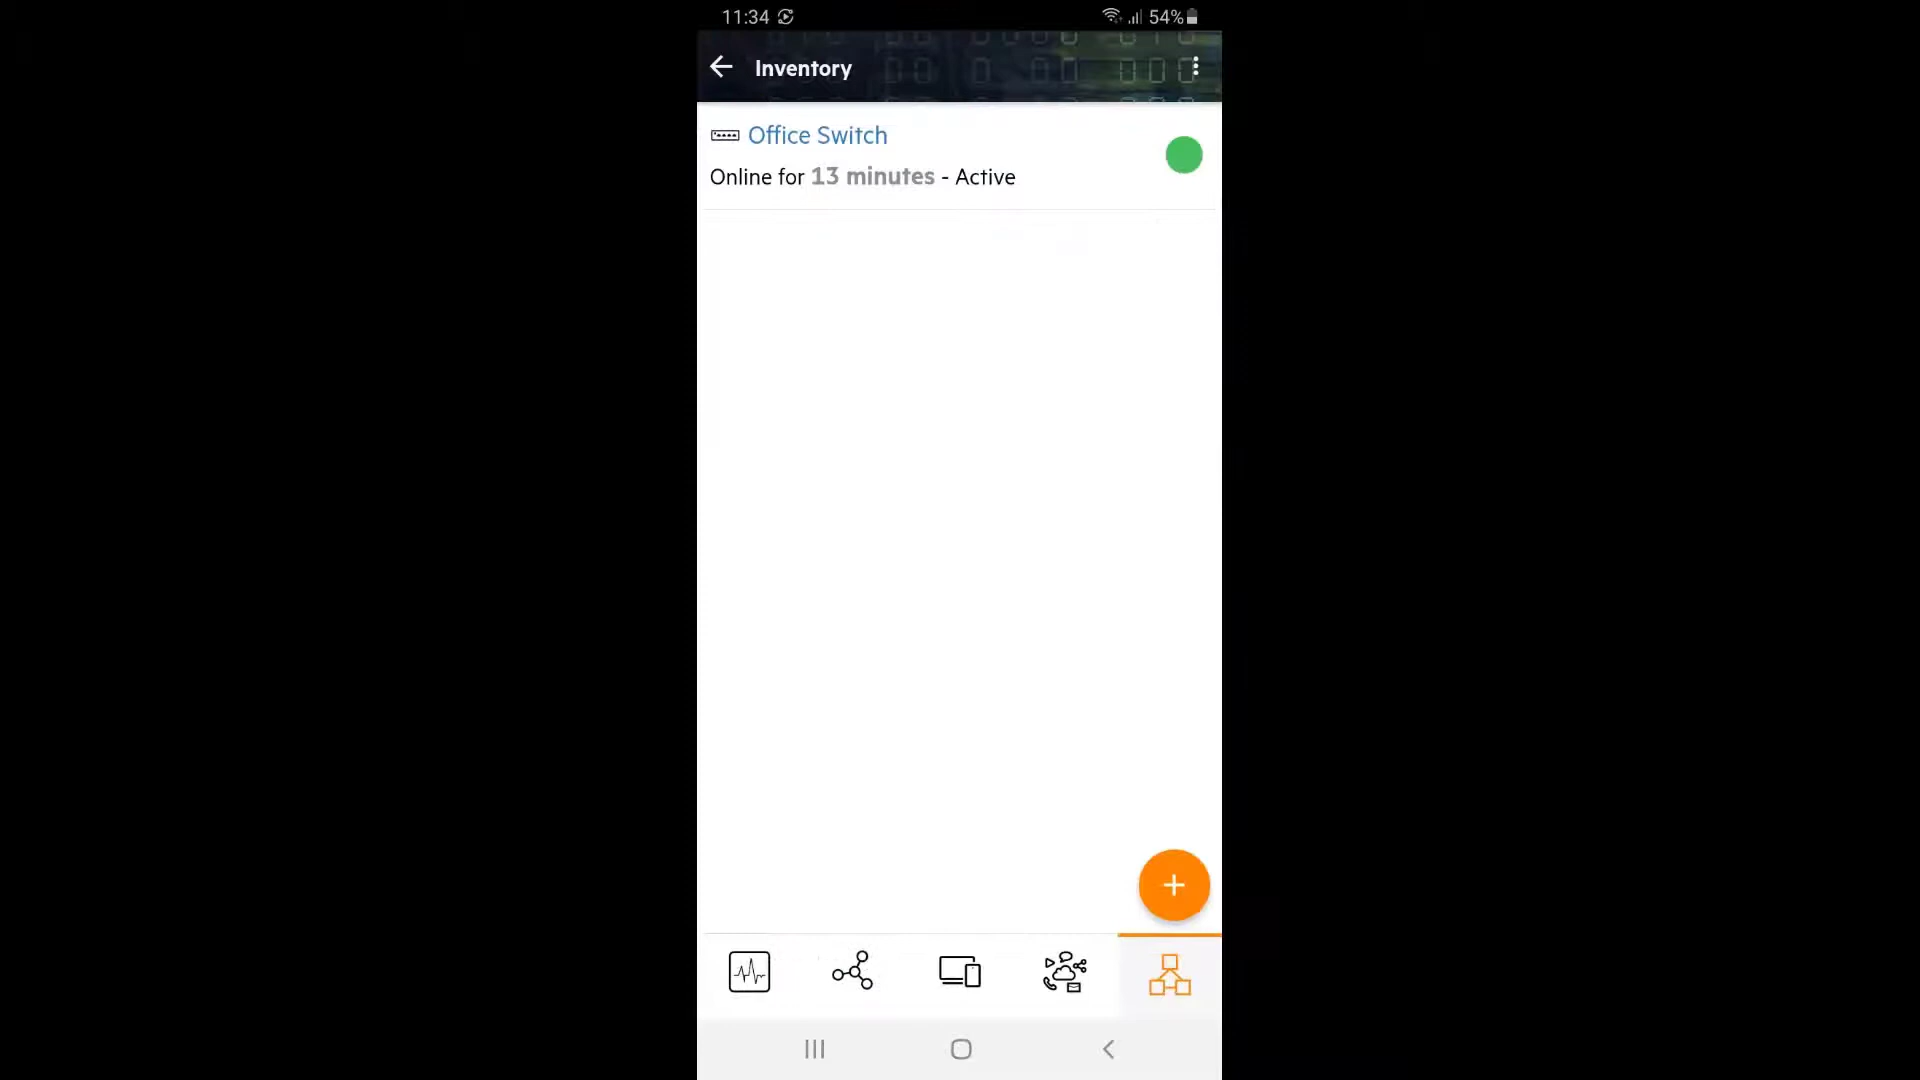 11:34 54%
Inventory
Office Switch
Online for 13 minutes - Active